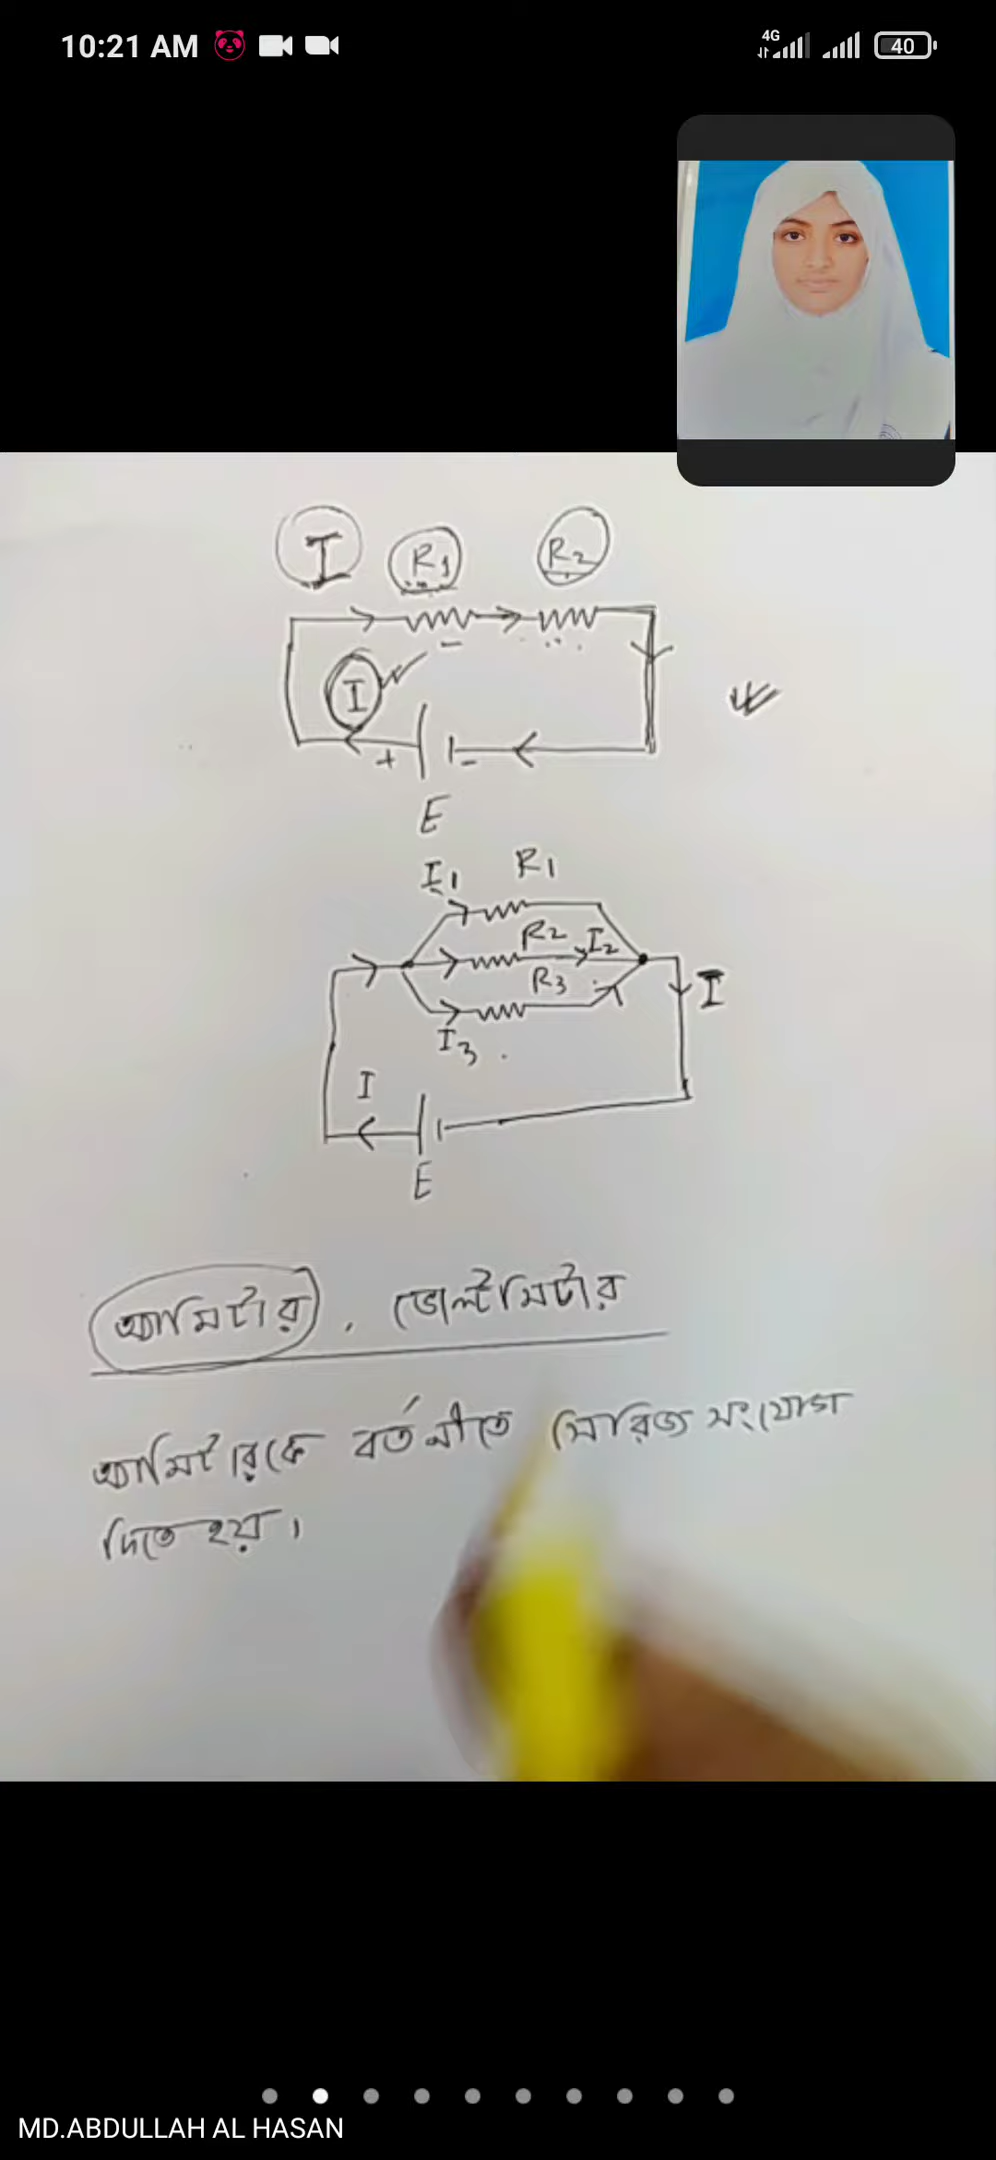 10:21 AM
4G
40
I R1 R2
I
+ -
E
I1 R1
R2 I2
R3
I
I3
I
E
অ্যামিটার, ভোল্টমিটার
অ্যামিটারকে বর্তনীতে সিরিজ সংযোগ
দিতে হয়।
MD.ABDULLAH AL HASAN